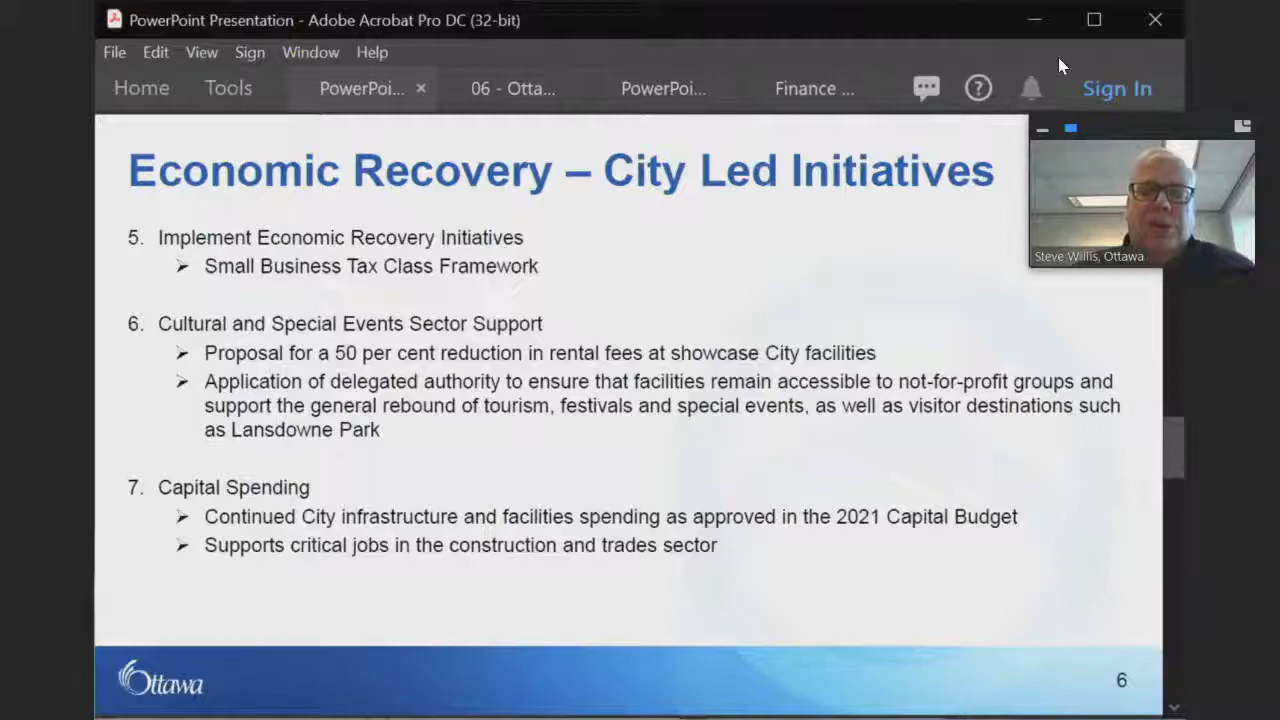 PowerPoint Presentation - Adobe Acrobat Pro DC (32-bit)
File Edit View Sign Window Help
Home Tools PowerPoi... × 06 - Otta... PowerPoi... Finance ... Sign In
Economic Recovery – City Led Initiatives
5. Implement Economic Recovery Initiatives
➢ Small Business Tax Class Framework
Steve Willis, Ottawa
6. Cultural and Special Events Sector Support
➢ Proposal for a 50 per cent reduction in rental fees at showcase City facilities
➢ Application of delegated authority to ensure that facilities remain accessible to not-for-profit groups and
support the general rebound of tourism, festivals and special events, as well as visitor destinations such
as Lansdowne Park
7. Capital Spending
➢ Continued City infrastructure and facilities spending as approved in the 2021 Capital Budget
➢ Supports critical jobs in the construction and trades sector
Ottawa
6